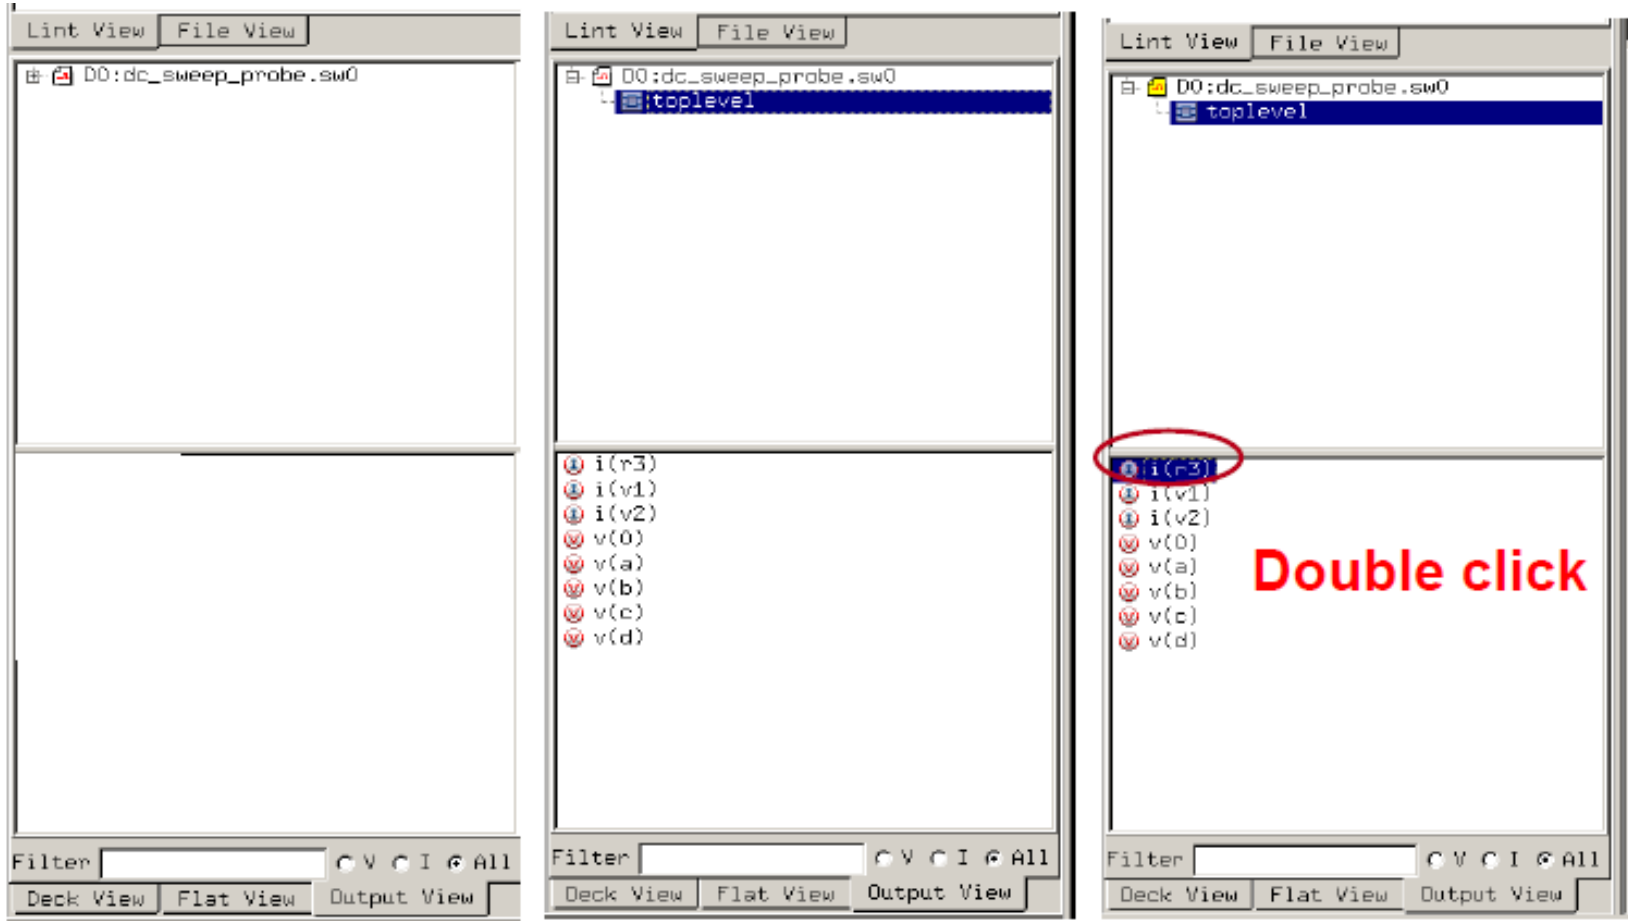 Lint View File View
D0:dc_sweep_probe.sw0
Filter V I All
Deck View Flat View Output View
Lint View File View
D0:dc_sweep_probe.sw0
toplevel
i(r3)
i(v1)
i(v2)
v(0)
v(a)
v(b)
v(c)
v(d)
Filter V I All
Deck View Flat View Output View
Lint View File View
D0:dc_sweep_probe.sw0
toplevel
i(r3)
i(v1)
i(v2)
v(0)
v(a)
v(b)
v(c)
v(d)
Double click
Filter V I All
Deck View Flat View Output View